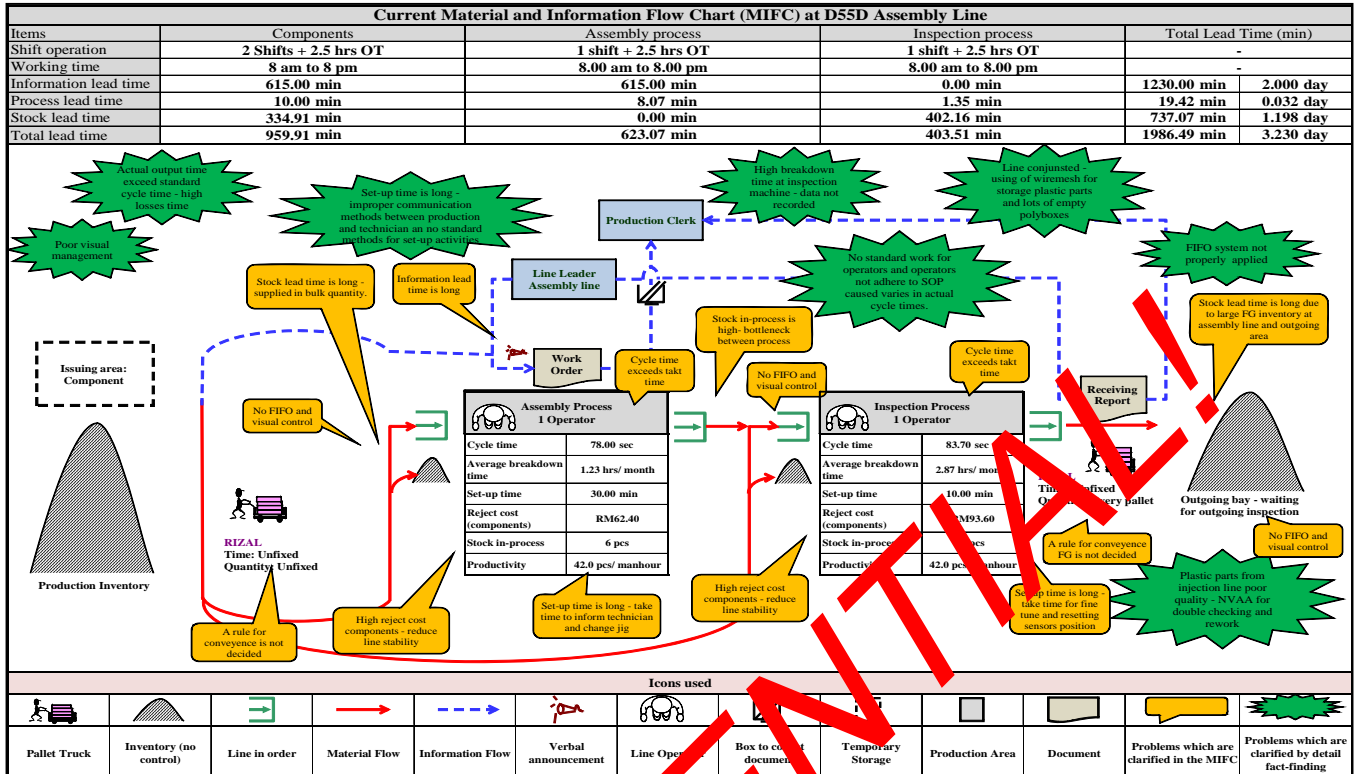 Current Material and Information Flow Chart (MIFC) at D55D Assembly Line
Items Components Assembly process Inspection process Total Lead Time (min)
Shift operation 2 Shifts + 2.5 hrs OT 1 shift + 2.5 hrs OT 1 shift + 2.5 hrs OT -
Working time 8 am to 8 pm 8.00 am to 8.00 pm 8.00 am to 8.00 pm -
Information lead time 615.00 min 615.00 min 0.00 min 1230.00 min 2.000 day
Process lead time 10.00 min 8.07 min 1.35 min 19.42 min 0.032 day
Stock lead time 334.91 min 0.00 min 402.16 min 737.07 min 1.198 day
Total lead time 959.91 min 623.07 min 403.51 min 1986.49 min 3.230 day
Actual output time
exceed standard
cycle time - high
losses time
Set-up time is long -
improper communication
methods between production
and technician an no standard
methods for set-up activities
High breakdown
time at inspection
machine - data not
recorded
Line conjunsted -
using of wiremesh for
storage plastic parts
and lots of empty
polyboxes
Poor visual
management
Production Clerk
FIFO system not
properly applied
Line Leader
Assembly line
No standard work for
operators and operators
not adhere to SOP
caused varies in actual
cycle times.
Stock lead time is long -
supplied in bulk quantity.
Information lead
time is long
Stock in-process is
high- bottleneck
between process
Stock lead time is long due
to large FG inventory at
assembly line and outgoing
area
Issuing area:
Component
Work
Order
Cycle time
exceeds takt
time
No FIFO and
visual control
Cycle time
exceeds takt
time
Receiving
Report
No FIFO and
visual control
Assembly Process
1 Operator
Cycle time 78.00 sec
Average breakdown
time 1.23 hrs/ month
Set-up time 30.00 min
Reject cost
(components) RM62.40
Stock in-process 6 pcs
Productivity 42.0 pcs/ manhour
Inspection Process
1 Operator
Cycle time 83.70 sec
Average breakdown
time 2.87 hrs/
Set-up time 10.00 min
Reject cost
(components)
Stock in-process pcs
42.0 pcs/ manhour
Unfixed
pallet
Outgoing bay - waiting
for outgoing inspection
RIZAL
Time: Unfixed
Quantity: Unfixed
Production Inventory
A rule for
conveyence is not
decided
High reject cost
components - reduce
line stability
Set-up time is long - take
time to inform technician
and change jig
High reject cost
components - reduce
line stability
A rule for conveyence
FG is not decided
No FIFO and
visual control
time is long -
take time for fine
tune and resetting
sensors position
Plastic parts from
injection line poor
quality - NVAA for
double checking and
rework
Icons used
Pallet Truck
Inventory (no
control)
Line in order
Material Flow
Information Flow
Verbal
announcement
Line
Box to
Temporary
Storage
Production Area
Document
Problems which are
clarified in the MIFC
Problems which are
clarified by detail
fact-finding